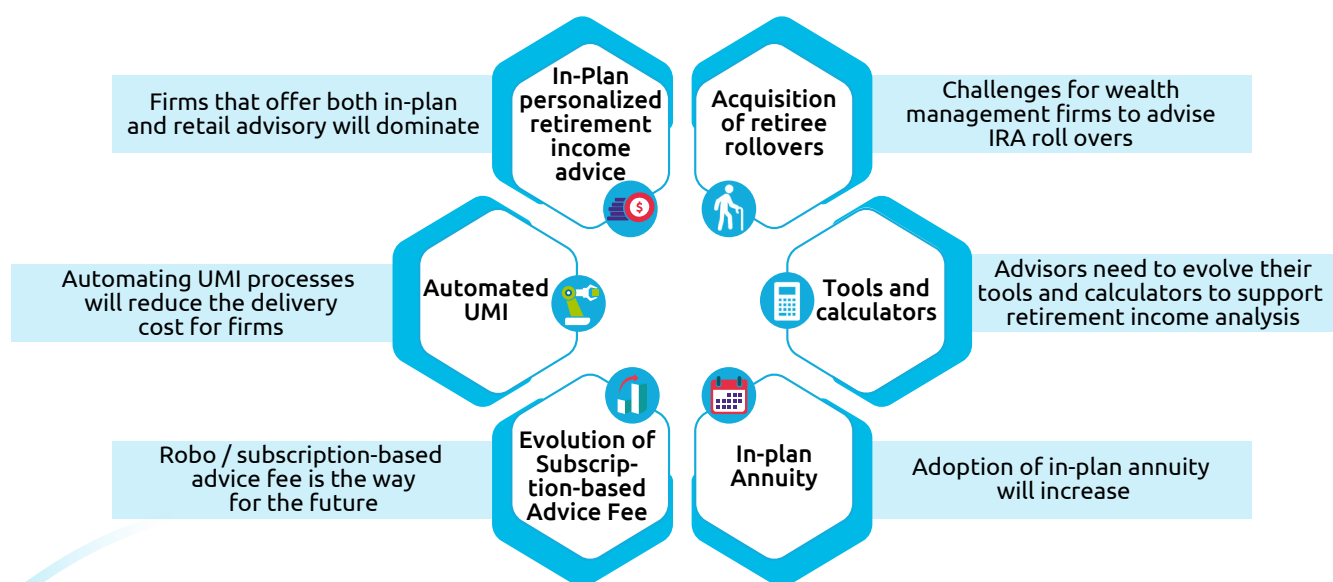 Firms that offer both in-plan
and retail advisory will dominate
In-Plan
personalized
retirement
income
advice
Acquisition
of retiree
rollovers
Challenges for wealth
management firms to advise
IRA roll overs
Automating UMI processes
will reduce the delivery
cost for firms
Automated
UMI
Tools and
calculators
Advisors need to evolve their
tools and calculators to support
retirement income analysis
Robo / subscription-based
advice fee is the way
for the future
Evolution of
Subscrip-
tion-based
Advice Fee
In-plan
Annuity
Adoption of in-plan annuity
will increase
$